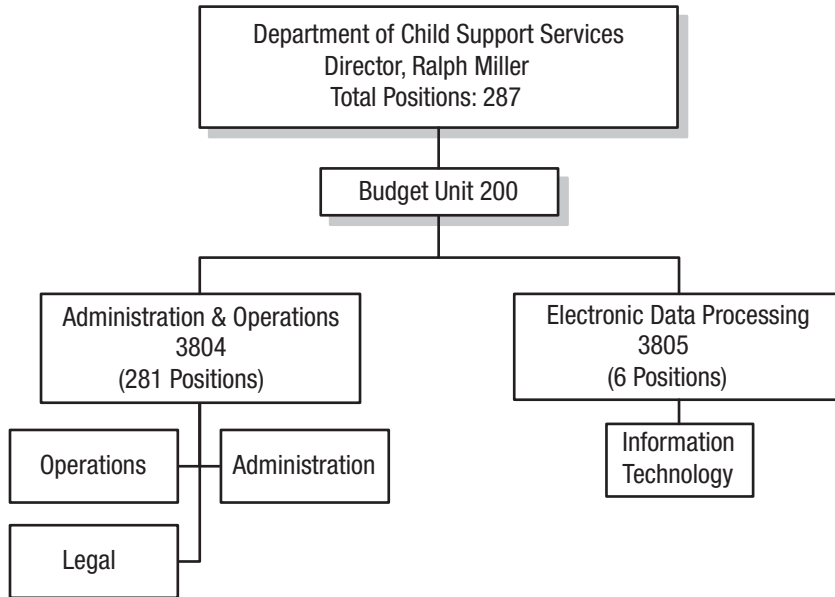 Department of Child Support Services
Director, Ralph Miller
Total Positions: 287
Budget Unit 200
Administration & Operations
3804
(281 Positions)
Electronic Data Processing
3805
(6 Positions)
Operations
Administration
Information
Technology
Legal